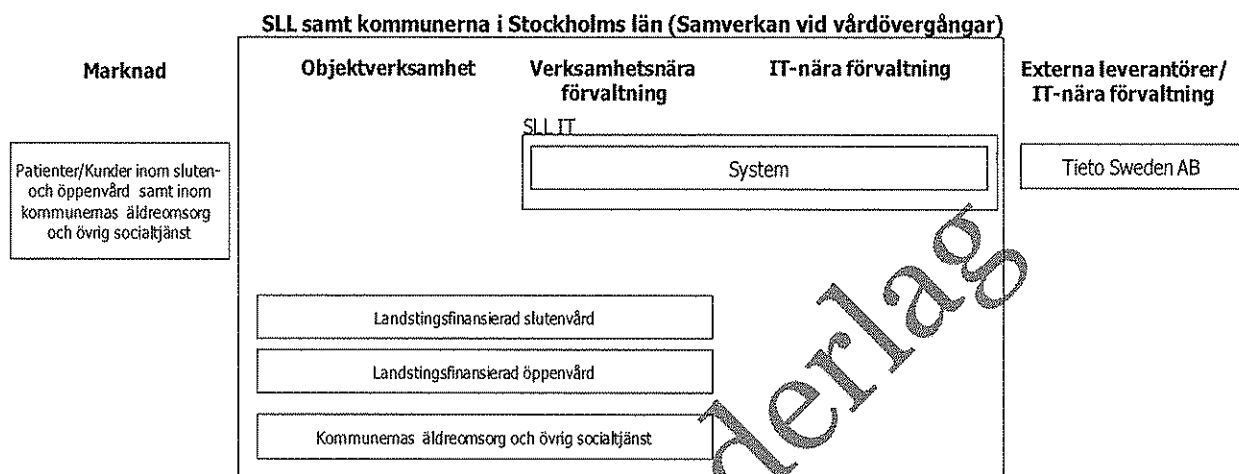 SLL samt kommunerna i Stockholms län (Samverkan vid vårdövergångar)
Marknad
Objektverksamhet
Verksamhetsnära
förvaltning
IT-nära förvaltning
Externa leverantörer/
IT-nära förvaltning
SLL IT
System
Tieto Sweden AB
Patienter/Kunder inom sluten-
och öppenvård samt inom
kommunernas äldreomsorg
och övrig socialtjänst
Landstingsfinansierad slutenvård
Landstingsfinansierad öppenvård
Kommunernas äldreomsorg och övrig socialtjänst
derlag